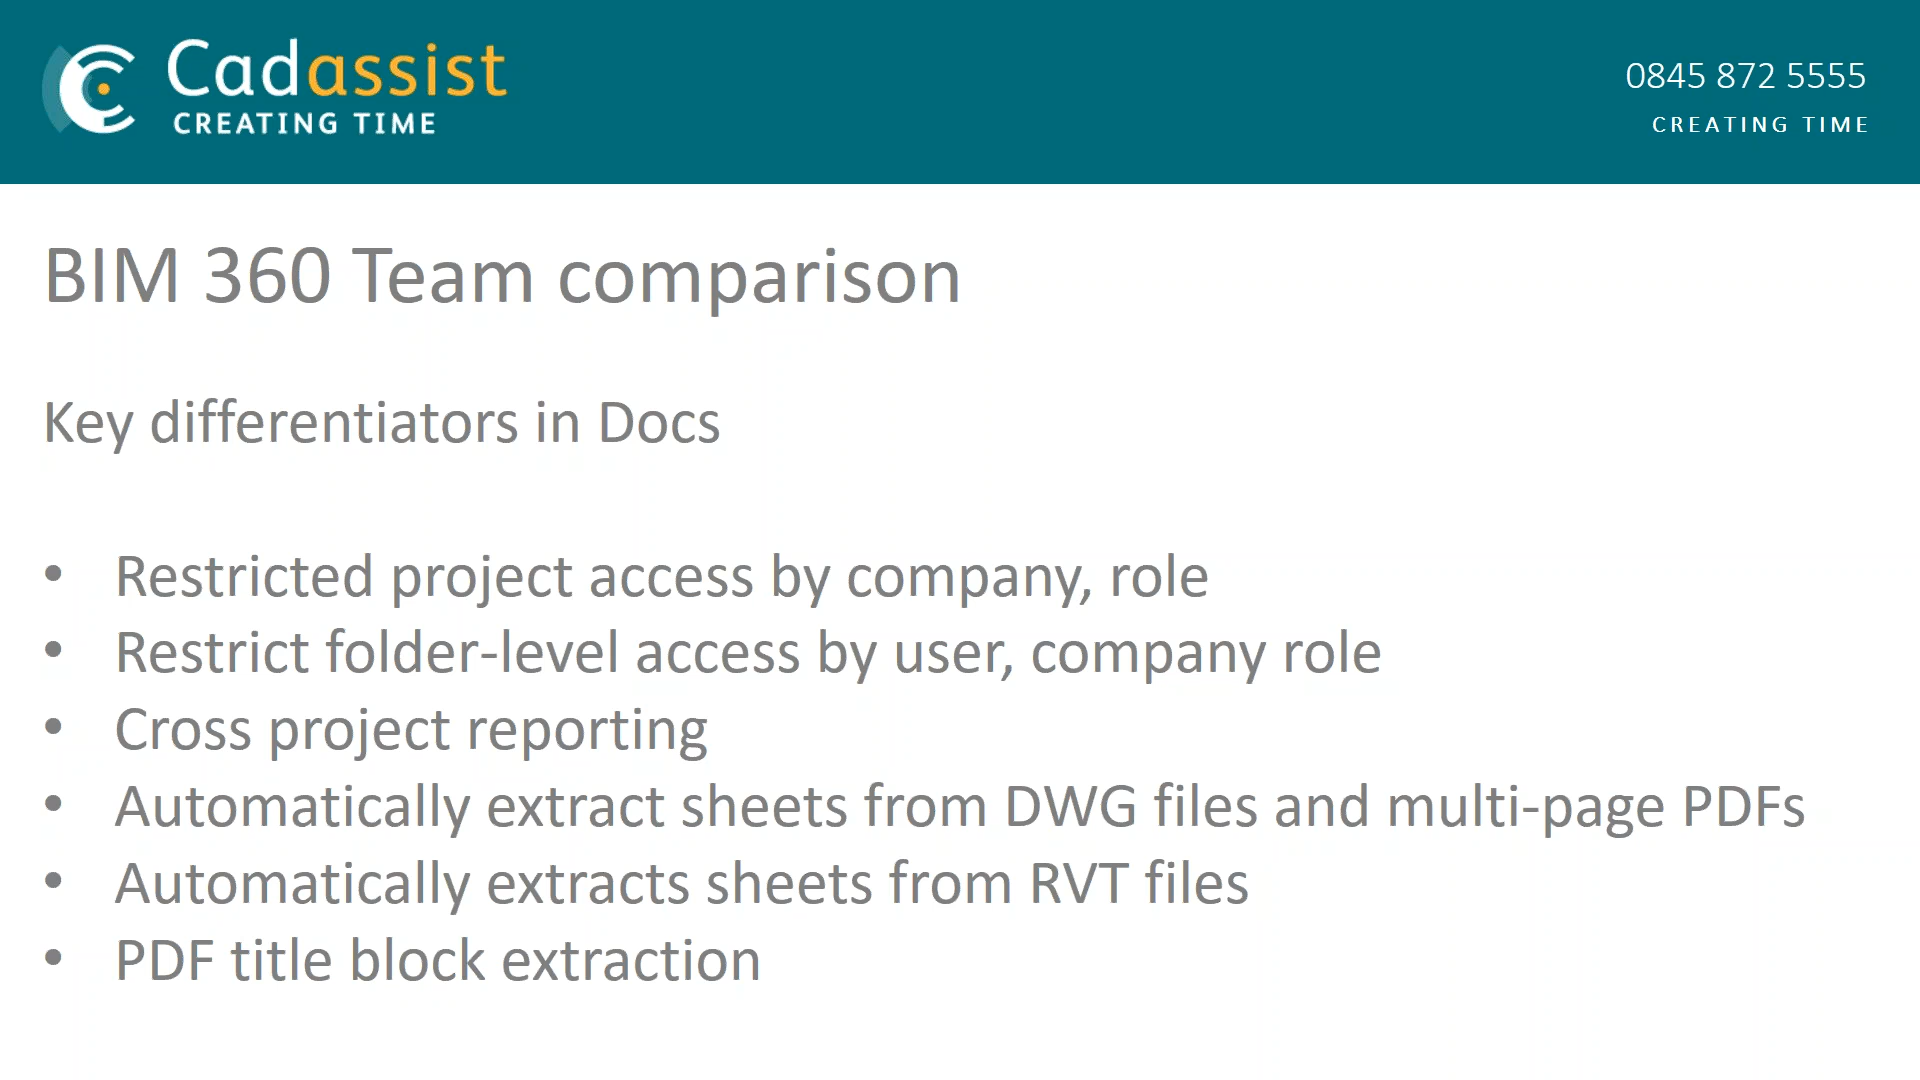 Cadassist
CREATING TIME
0845 872 5555
CREATING TIME
BIM 360 Team comparison
Key differentiators in Docs
• Restricted project access by company, role
• Restrict folder-level access by user, company role
• Cross project reporting
• Automatically extract sheets from DWG files and multi-page PDFs
• Automatically extracts sheets from RVT files
• PDF title block extraction